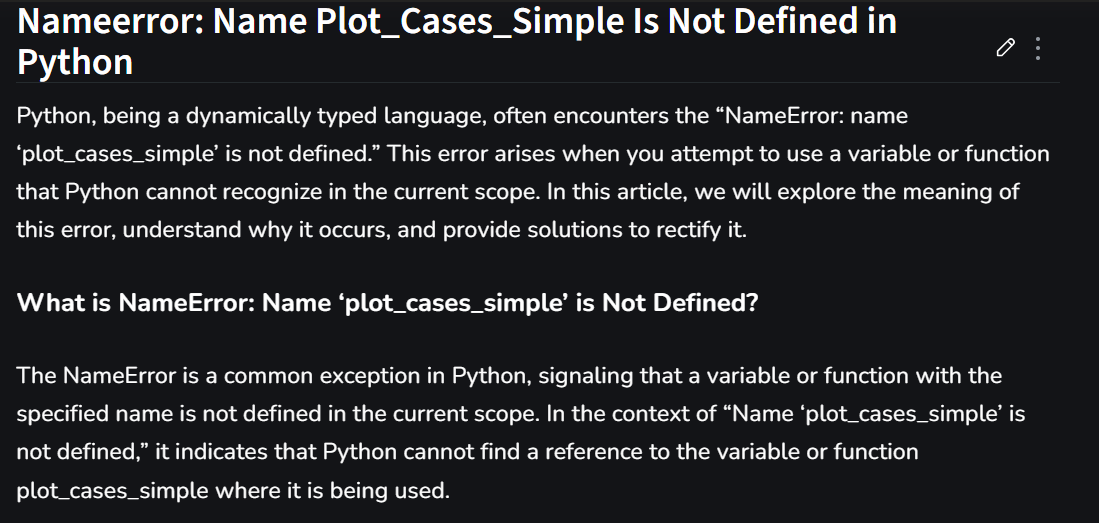 Nameerror: Name Plot_Cases_Simple Is Not Defined in
Python
Python, being a dynamically typed language, often encounters the “NameError: name
‘plot_cases_simple’ is not defined.” This error arises when you attempt to use a variable or function
that Python cannot recognize in the current scope. In this article, we will explore the meaning of
this error, understand why it occurs, and provide solutions to rectify it.
What is NameError: Name ‘plot_cases_simple’ is Not Defined?
The NameError is a common exception in Python, signaling that a variable or function with the
specified name is not defined in the current scope. In the context of “Name ‘plot_cases_simple’ is
not defined,” it indicates that Python cannot find a reference to the variable or function
plot_cases_simple where it is being used.